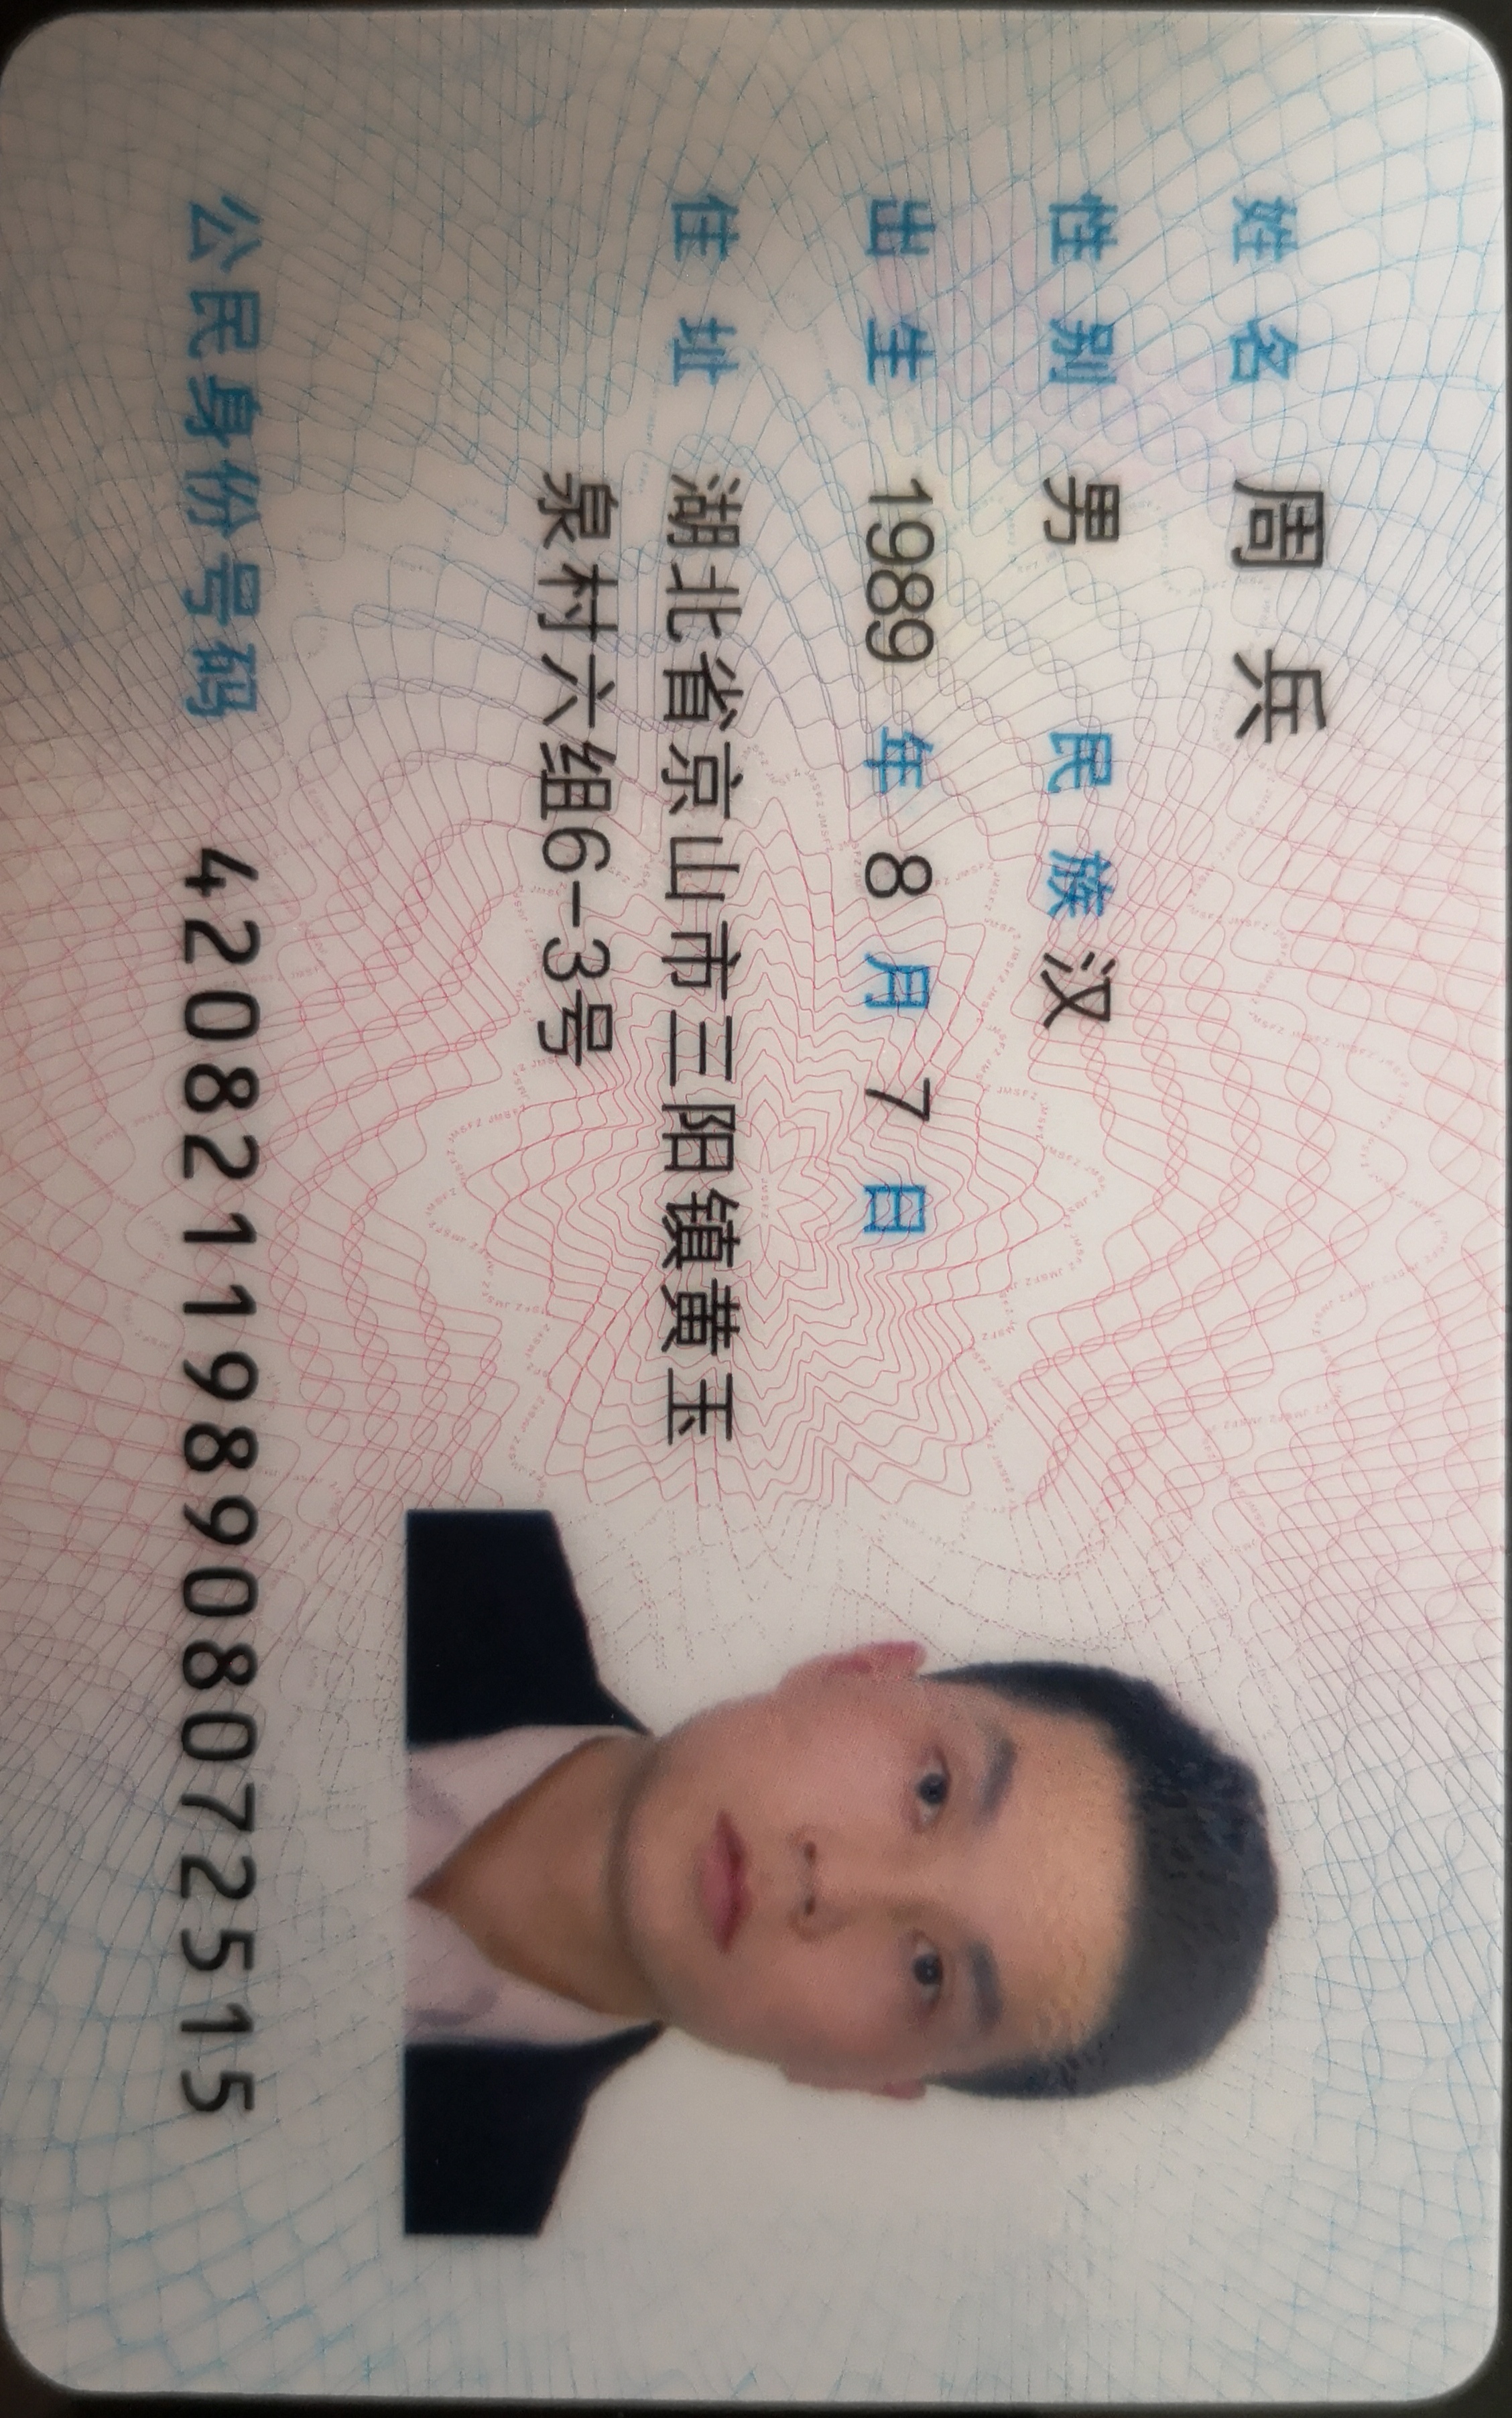 姓名 周兵
性别 男 民族 汉
出生 1989 年 8 月 7 日
住址 湖北省京山市三阳镇黄玉
泉村六组6-3号
公民身份号码 420821198908072515